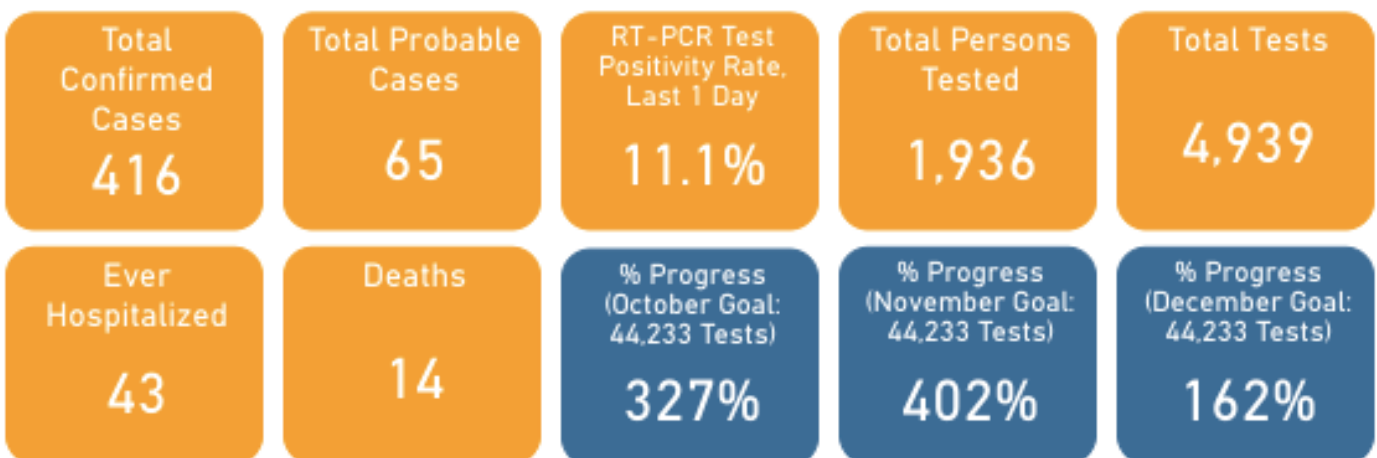 Total
Confirmed
Cases
416
Total Probable
Cases
65
RT-PCR Test
Positivity Rate,
Last 1 Day
11.1%
Total Persons
Tested
1,936
Total Tests
4,939
Ever
Hospitalized
43
Deaths
14
% Progress
(October Goal:
44,233 Tests)
327%
% Progress
(November Goal:
44,233 Tests)
402%
% Progress
(December Goal:
44,233 Tests)
162%